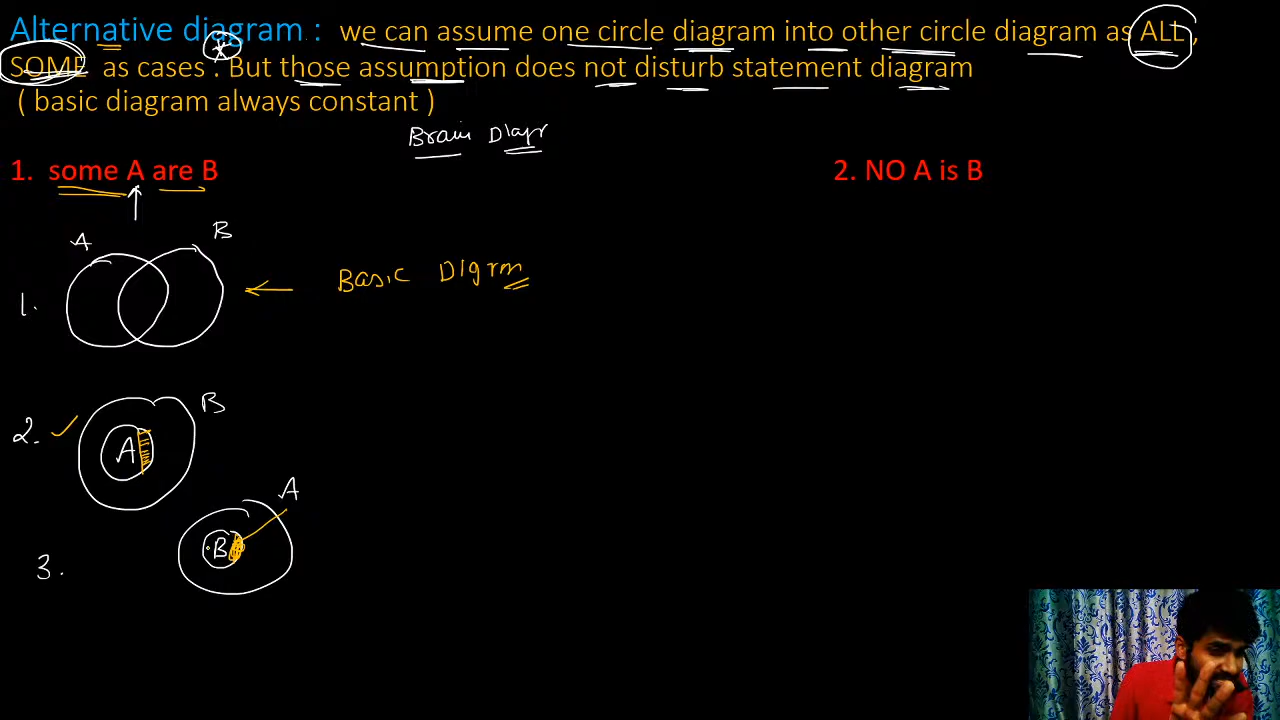 Alternative diagram : we can assume one circle diagram into other circle diagram as ALL ,
SOME as cases . But those assumption does not disturb statement diagram
( basic diagram always constant )
1. some A are B
2. NO A is B
A B
1. Basic DIgrm
2. A B
3. B A